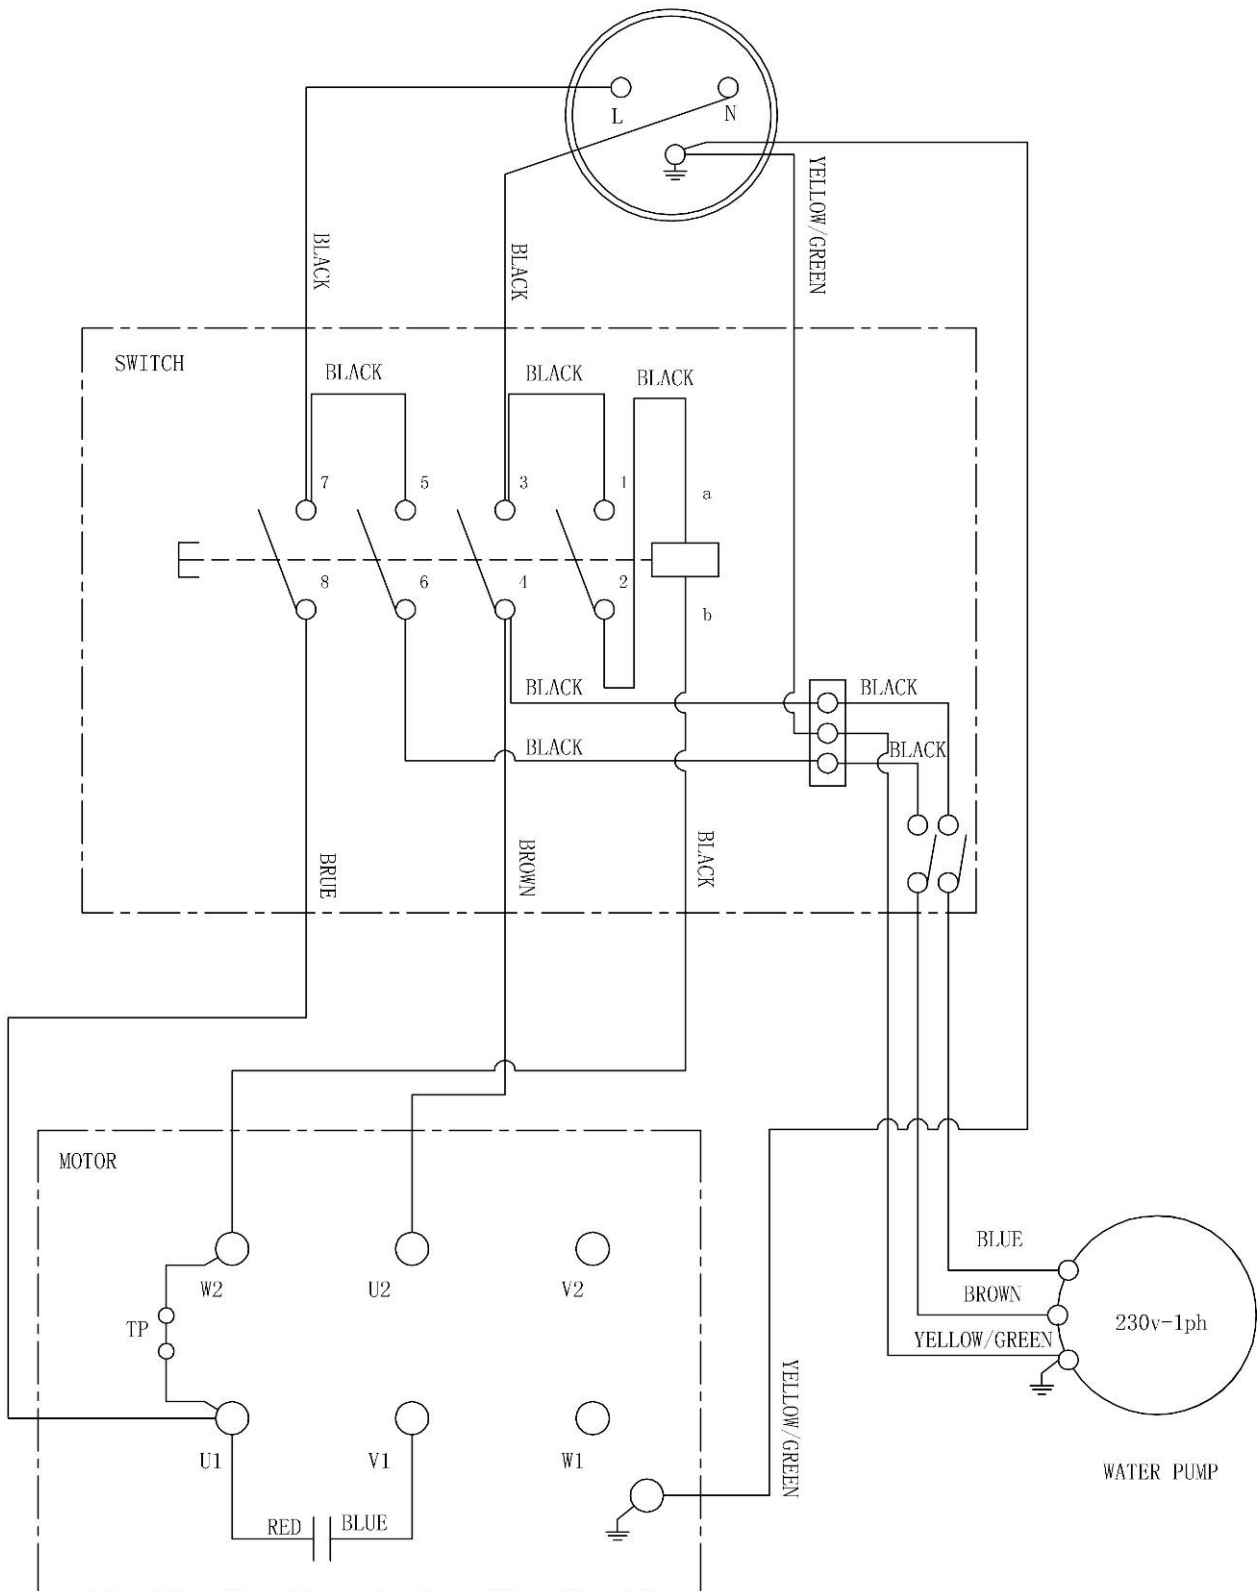 L
N
YELLOW/GREEN
BLACK
BLACK
SWITCH
BLACK
BLACK
BLACK
7
5
3
1
a
8
6
4
2
b
BLACK
BLACK
BLACK
BLACK
BRUE
BROWN
BLACK
MOTOR
W2
U2
V2
TP
U1
V1
W1
RED
BLUE
YELLOW/GREEN
BLUE
BROWN
YELLOW/GREEN
230v-1ph
WATER PUMP